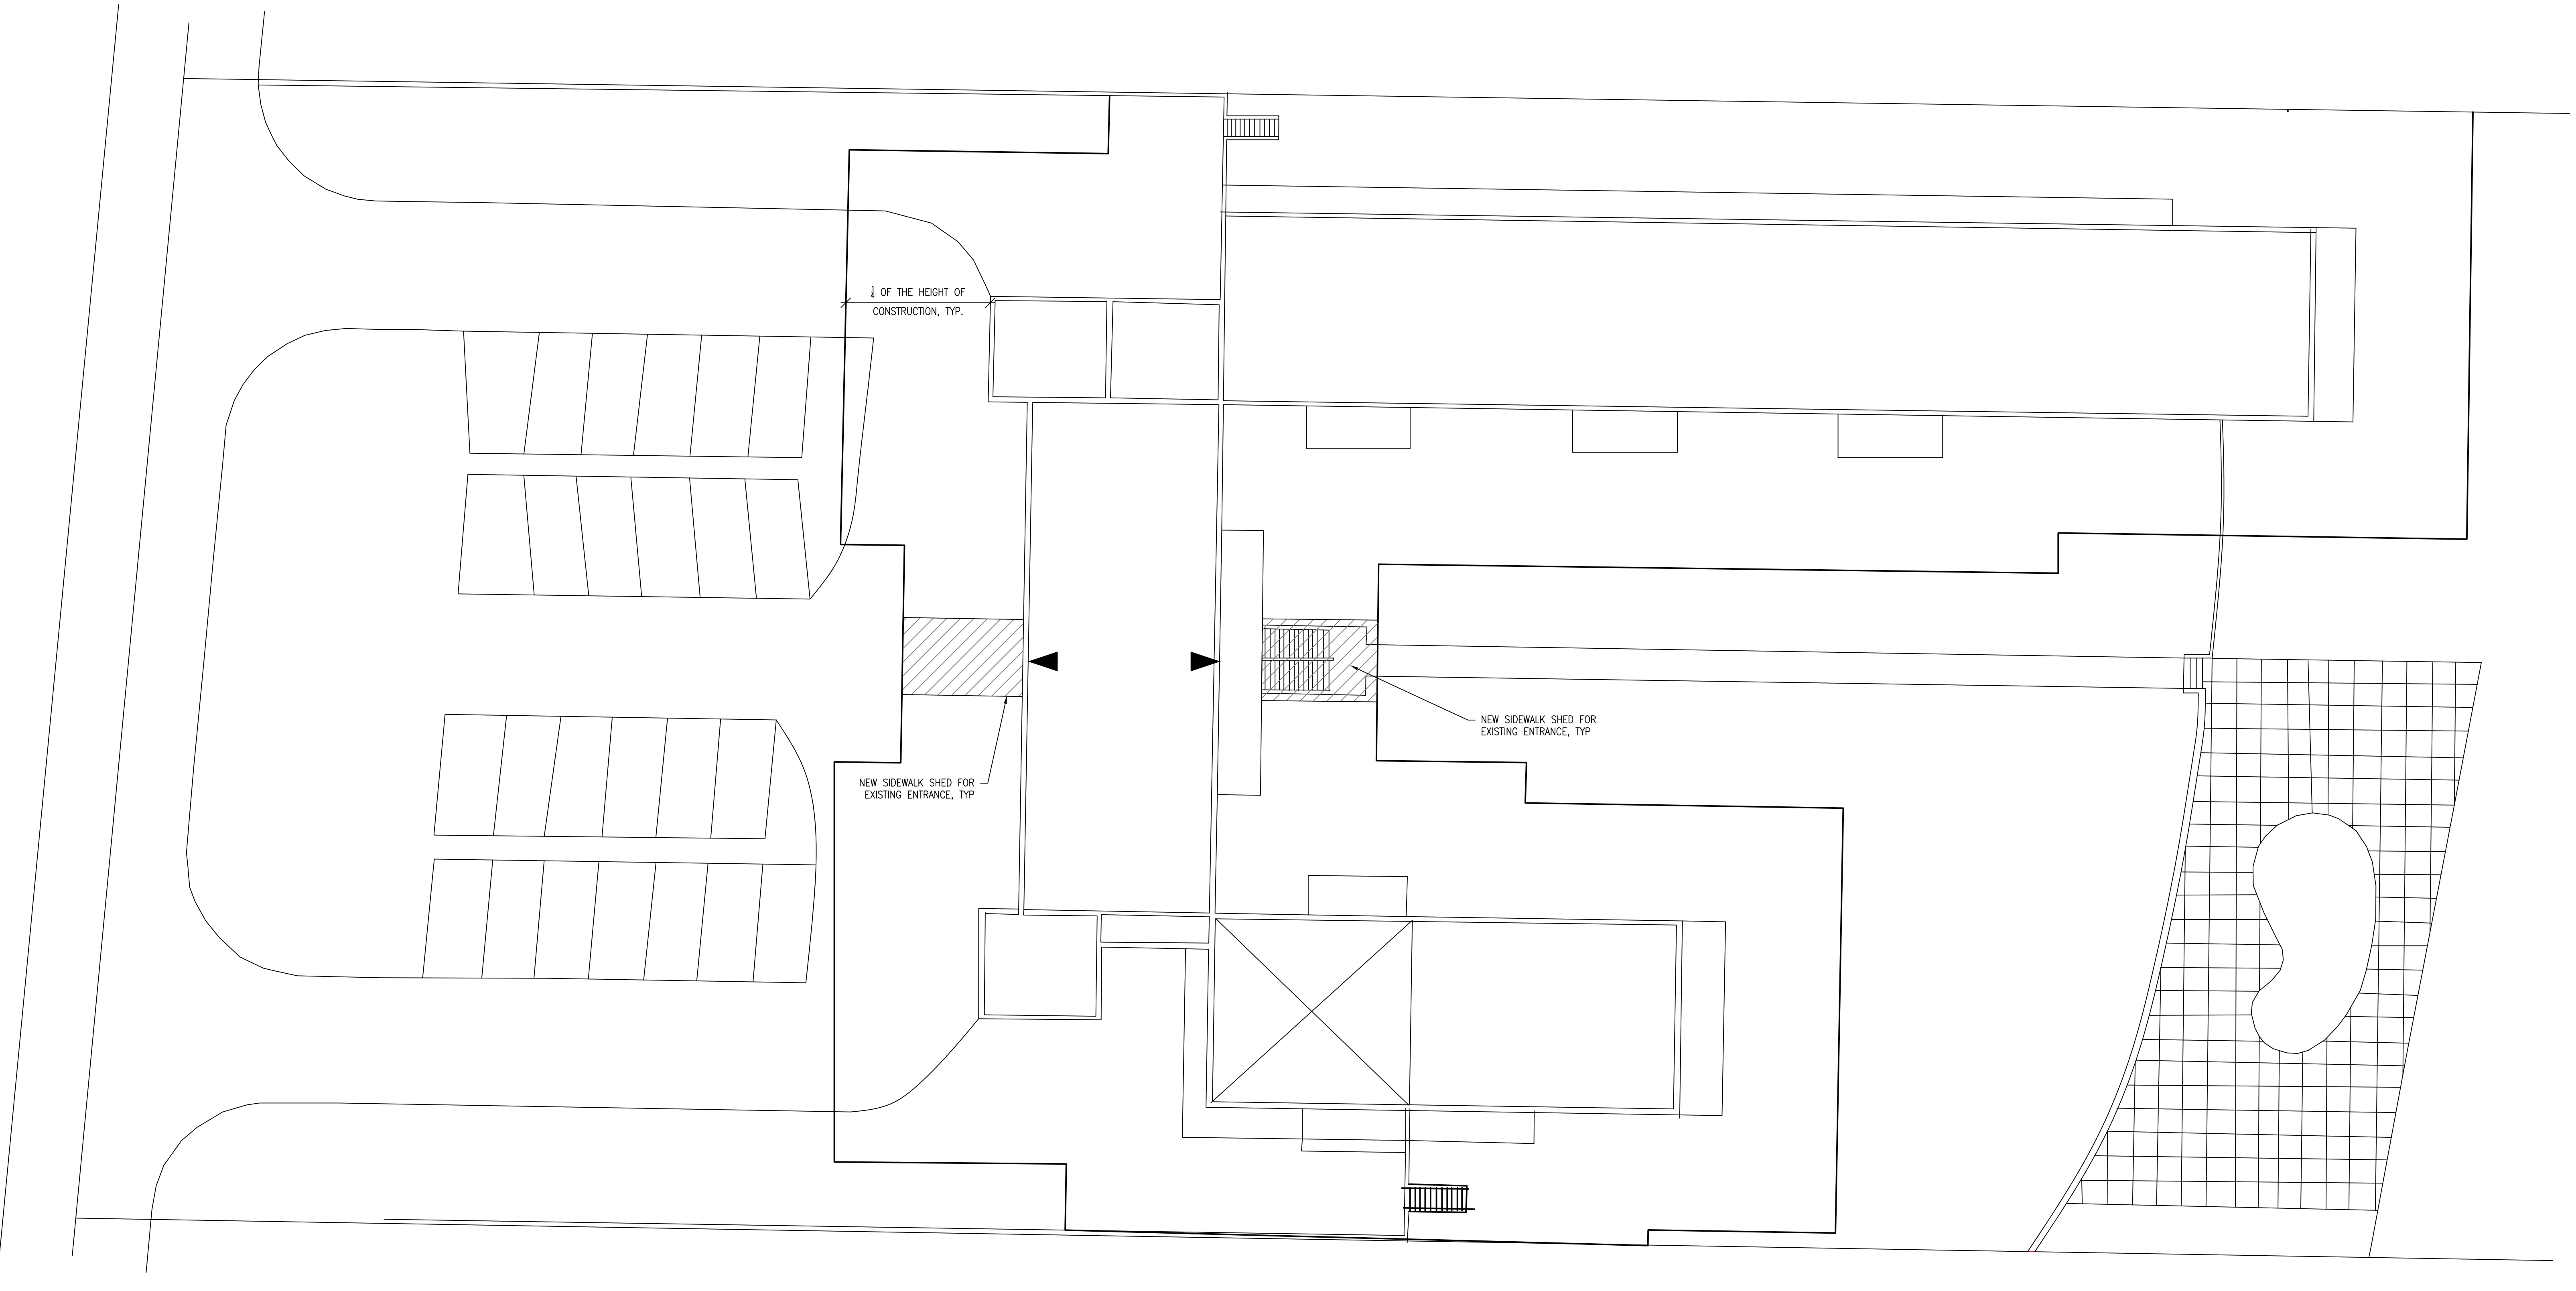 ¼ OF THE HEIGHT OF
CONSTRUCTION, TYP.
NEW SIDEWALK SHED FOR
EXISTING ENTRANCE, TYP
NEW SIDEWALK SHED FOR
EXISTING ENTRANCE, TYP